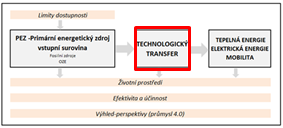 Limity dostupnosti
PEZ -Primární energetický zdroj
vstupní surovina
Fosilní zdroje
OZE
TECHNOLOGICKÝ
TRANSFER
TEPELNÁ ENERGIE
ELEKTRICKÁ ENERGIE
MOBILITA
Životní prostředí
Efektivita a účinnost
Výhled-perspektivy (průmysl 4.0)